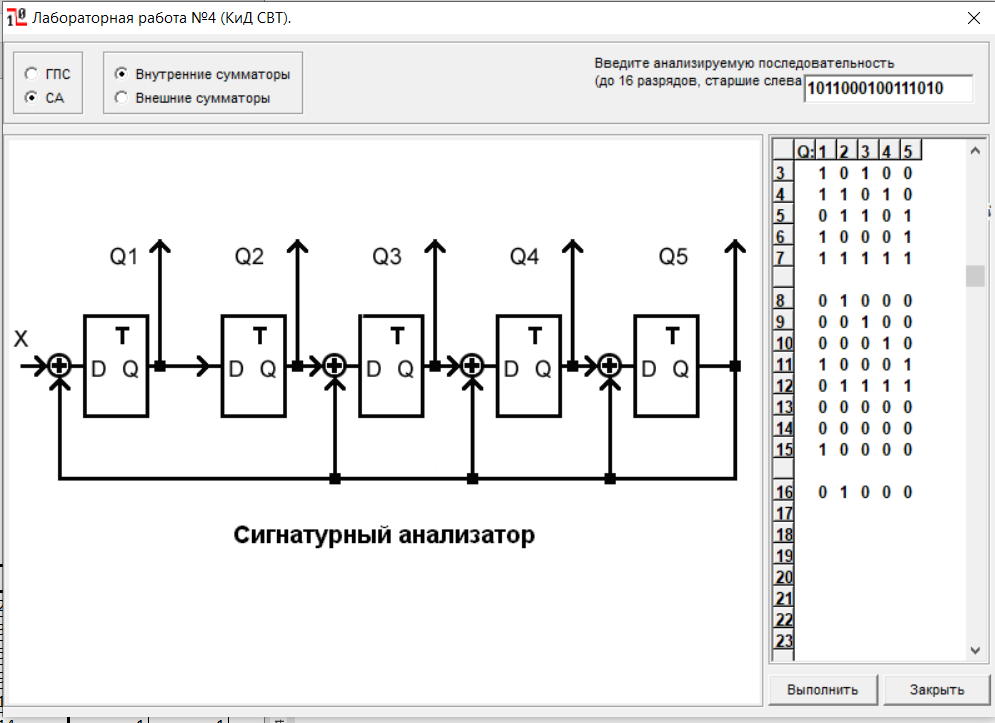 Лабораторная работа №4 (КиД СВТ).
ГПС
СА
Внутренние сумматоры
Внешние сумматоры
Введите анализируемую последовательность
(до 16 разрядов, старшие слева
1011000100111010
X
Q1
Q2
Q3
Q4
Q5
T
T
T
T
T
D Q
D Q
D Q
D Q
D Q
Сигнатурный анализатор
Q: 1 2 3 4 5
3 1 0 1 0 0
4 1 1 0 1 0
5 0 1 1 0 1
6 1 0 0 0 1
7 1 1 1 1 1
8 0 1 0 0 0
9 0 0 1 0 0
10 0 0 0 1 0
11 1 0 0 0 1
12 0 1 1 1 1
13 0 0 0 0 0
14 0 0 0 0 0
15 1 0 0 0 0
16 0 1 0 0 0
17
18
19
20
21
22
23
Выполнить
Закрыть